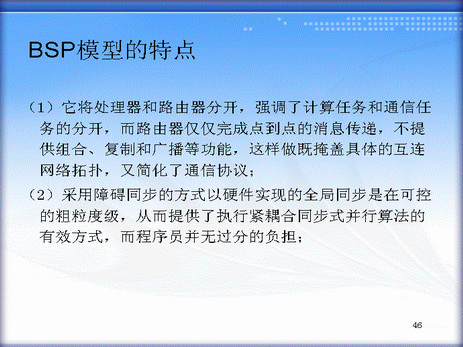 BSP模型的特点
（1）它将处理器和路由器分开，强调了计算任务和通信任
务的分开，而路由器仅仅完成点到点的消息传递，不提
供组合、复制和广播等功能，这样做既掩盖具体的互连
网络拓扑，又简化了通信协议；
（2）采用障碍同步的方式以硬件实现的全局同步是在可控
的粗粒度级，从而提供了执行紧耦合同步式并行算法的
有效方式，而程序员并无过分的负担；
46